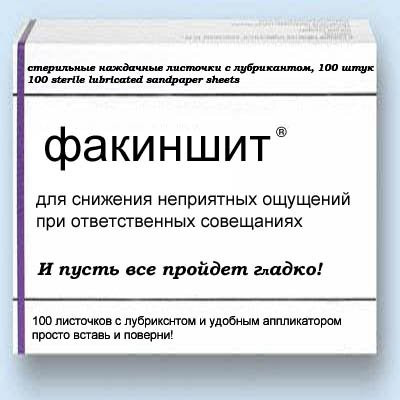 стерильные наждачные листочки с лубрикантом, 100 штук
100 sterile lubricated sandpaper sheets
факиншит®
для снижения неприятных ощущений
при ответственных совещаниях
И пусть все пройдет гладко!
100 листочков с лубрикснтом и удобным аппликатором
просто вставь и поверни!